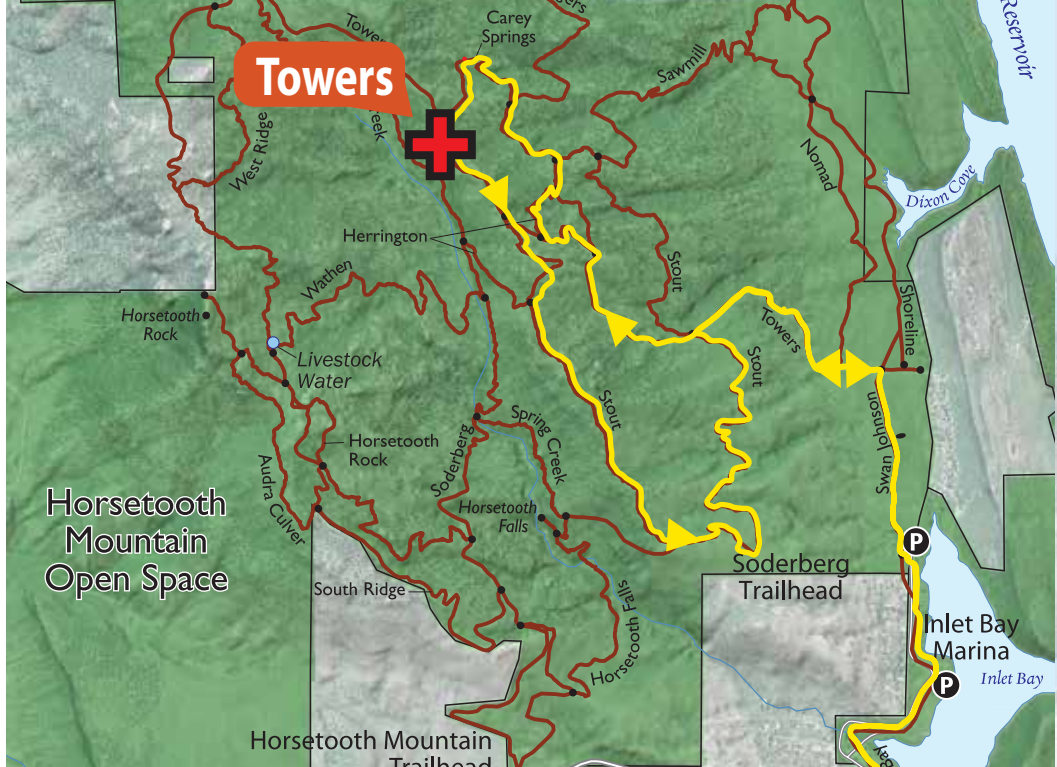 Reservoir
Carey
Springs
Towers
Sawmill
West Ridge
Nomad
Dixon Cove
Herrington
Wathen
Stout
Horsetooth
Rock
Shoreline
Towers
Livestock
Water
Stout
Stout
Swan Johnson
Spring Creek
Horsetooth
Rock
Soderberg
Audra Culver
Horsetooth
Mountain
Open Space
Horsetooth
Falls
P
Soderberg
Trailhead
South Ridge
Horsetooth Falls
Inlet Bay
Marina
Inlet Bay
P
Horsetooth Mountain
Trailhead
Bay